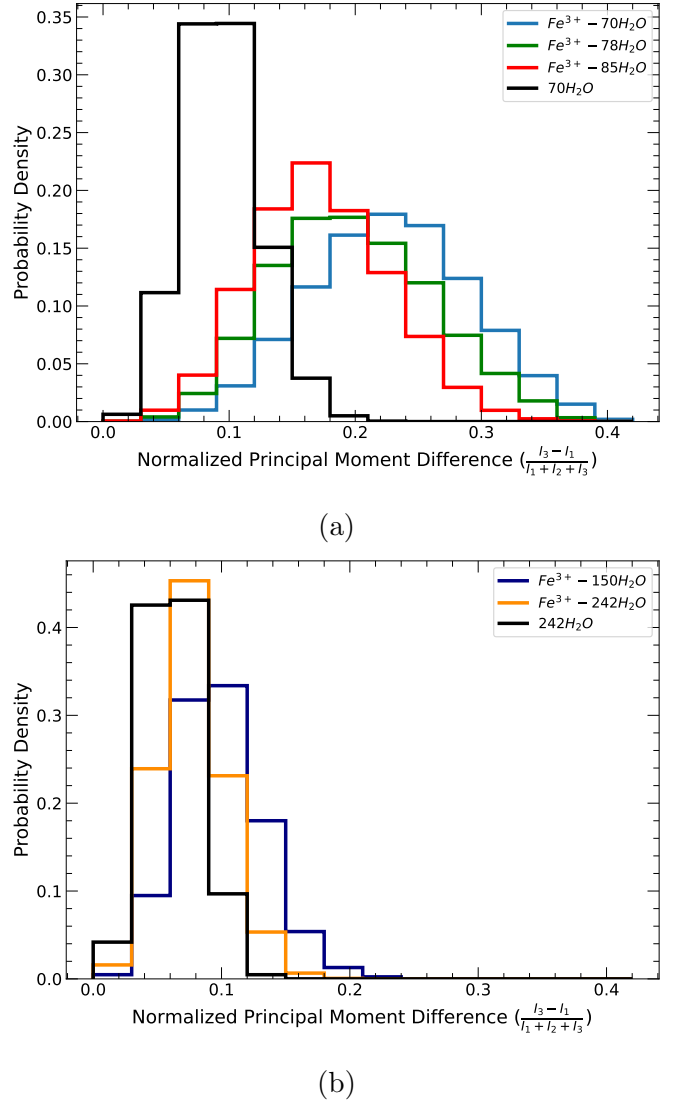 0.35
0.30
0.25
0.20
0.15
0.10
0.05
0.00
Probability Density
Fe³⁺ − 70H₂O
Fe³⁺ − 78H₂O
Fe³⁺ − 85H₂O
70H₂O
0.0 0.1 0.2 0.3 0.4
Normalized Principal Moment Difference (I₃ − I₁ / I₁ + I₂ + I₃)
(a)
0.4
0.3
0.2
0.1
0.0
Probability Density
Fe³⁺ − 150H₂O
Fe³⁺ − 242H₂O
242H₂O
0.0 0.1 0.2 0.3 0.4
Normalized Principal Moment Difference (I₃ − I₁ / I₁ + I₂ + I₃)
(b)